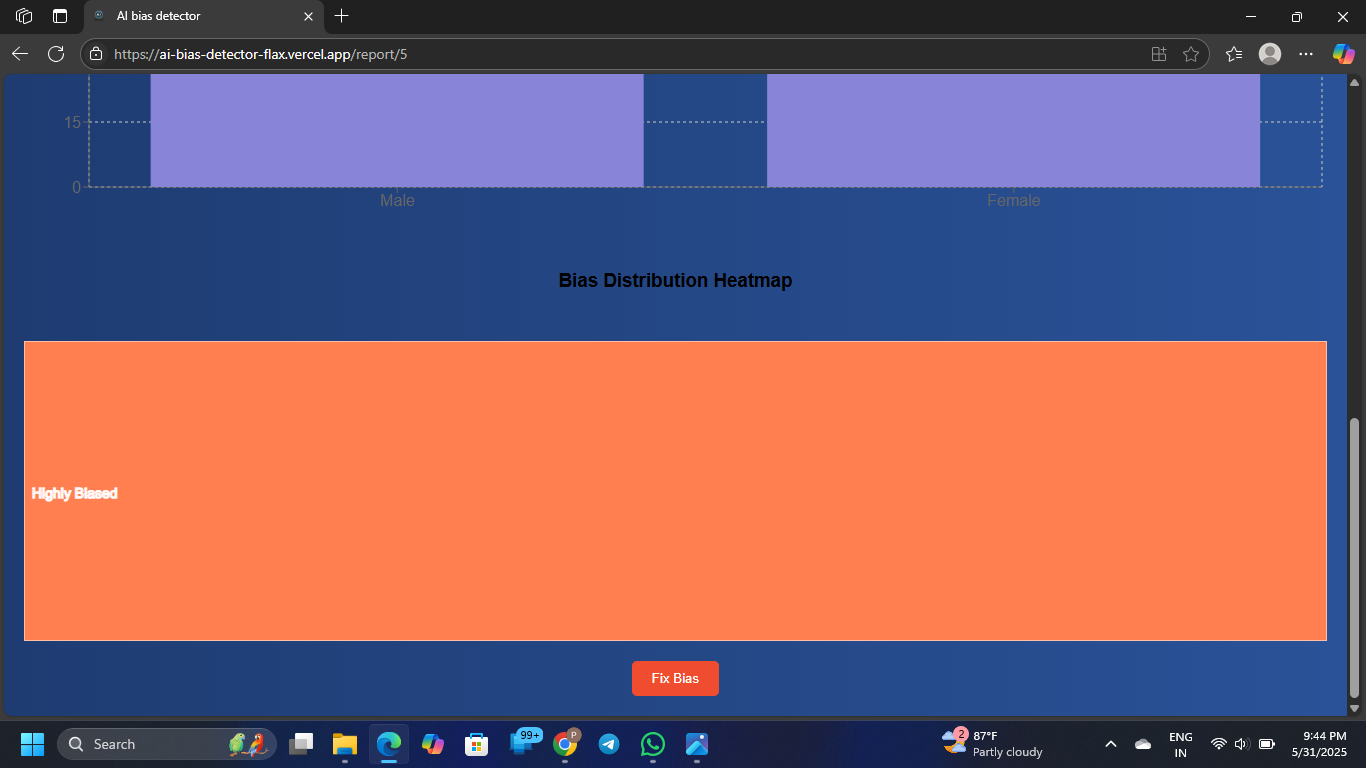 AI bias detector
https://ai-bias-detector-flax.vercel.app/report/5
15
0
Male
Female
Bias Distribution Heatmap
Highly Biased
Fix Bias
Search
99+
P
2
87°F
Partly cloudy
ENG
IN
9:44 PM
5/31/2025